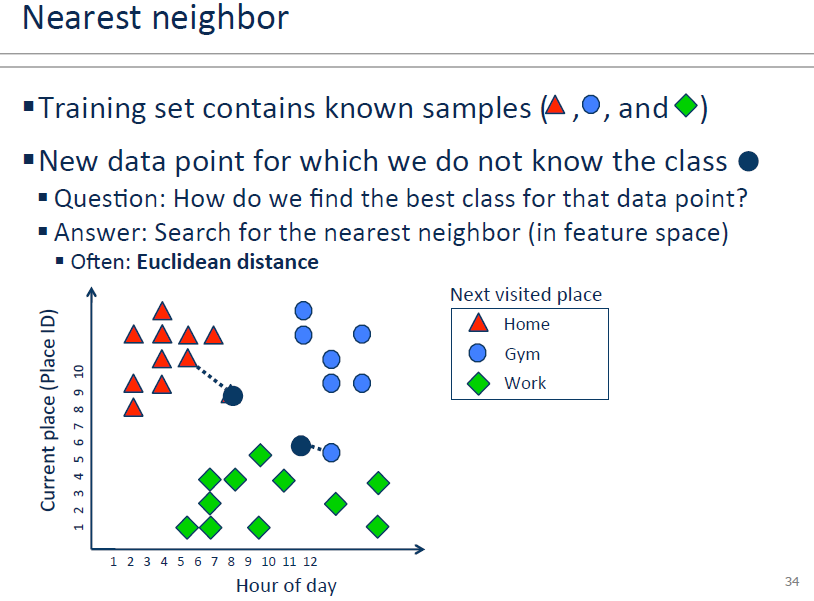 Nearest neighbor
Training set contains known samples ( , , and )
New data point for which we do not know the class
Question: How do we find the best class for that data point?
Answer: Search for the nearest neighbor (in feature space)
Often: Euclidean distance
Next visited place
Home
Gym
Work
Current place (Place ID)
1 2 3 4 5 6 7 8 9 10
1 2 3 4 5 6 7 8 9 10 11 12
Hour of day
34